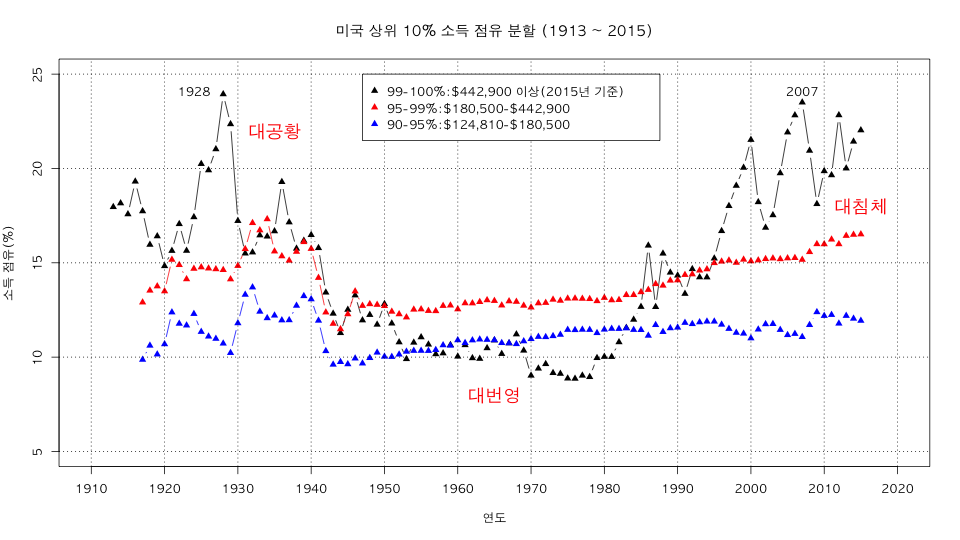 미국 상위 10% 소득 점유 분할 (1913 ~ 2015)
99-100%:$442,900 이상(2015년 기준)
95-99%:$180,500-$442,900
90-95%:$124,810-$180,500
1928
2007
대공황
대침체
대번영
소득 점유(%)
25
20
15
10
5
1910 1920 1930 1940 1950 1960 1970 1980 1990 2000 2010 2020
연도